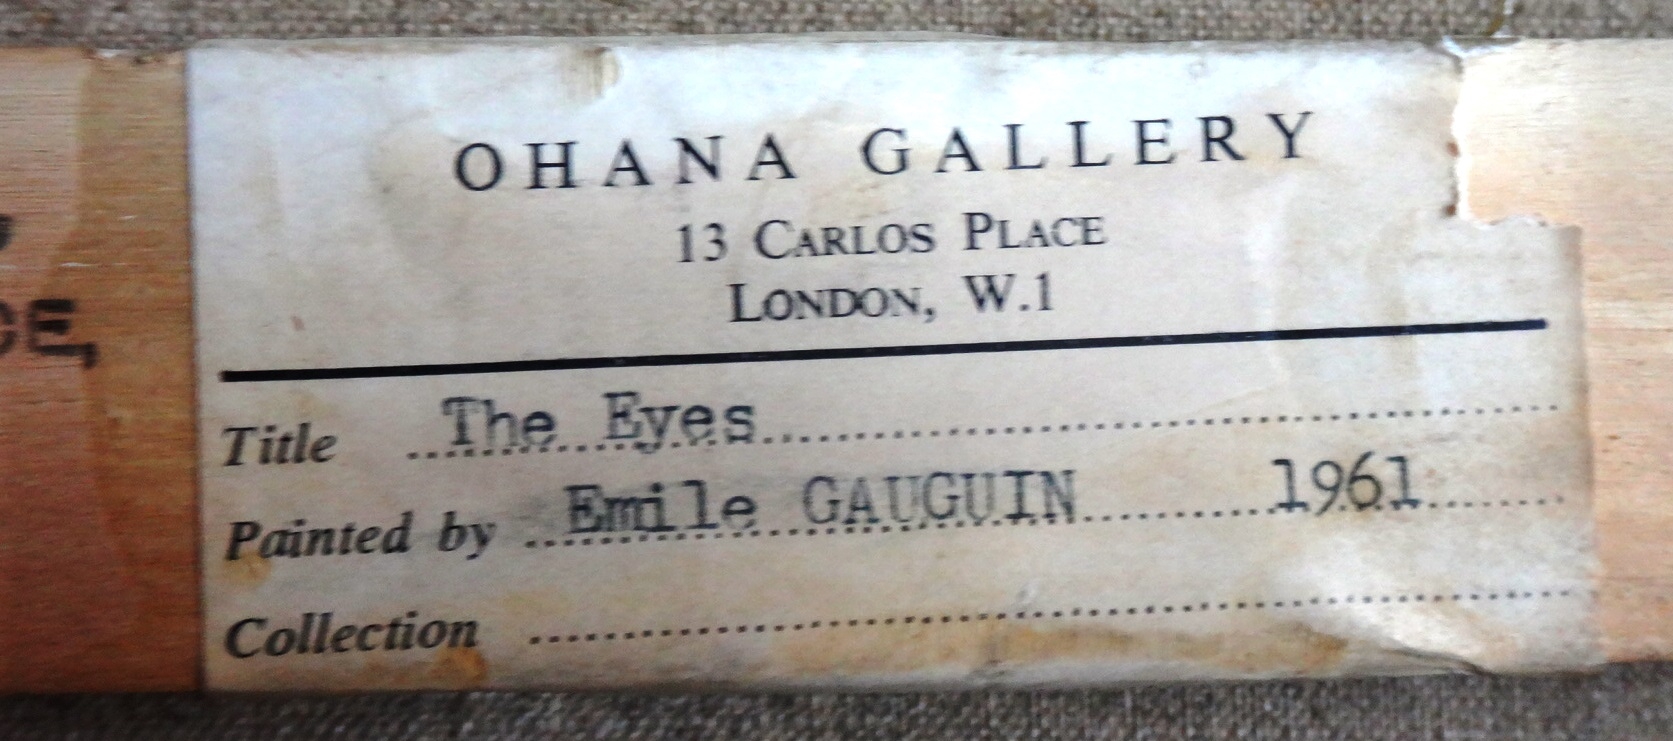 OHANA GALLERY
13 CARLOS PLACE
LONDON, W.1
Title The Eyes
Painted by Emile GAUGUIN 1961
Collection